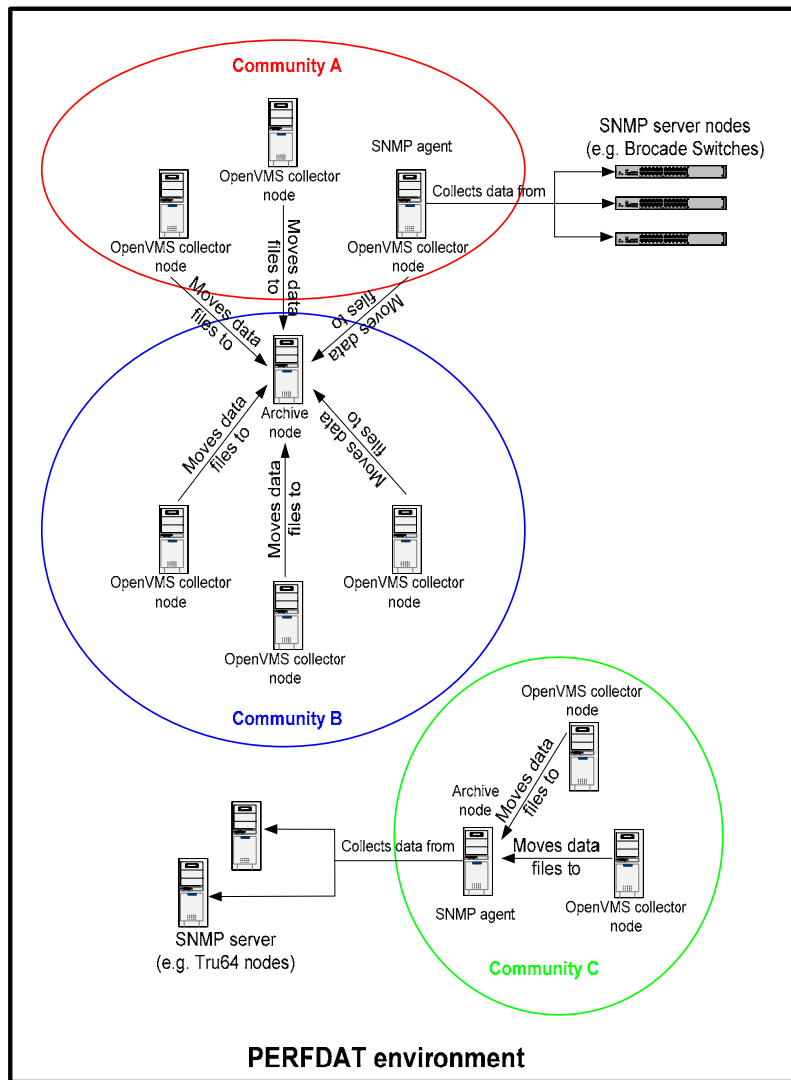 Community A
SNMP server nodes
(e.g. Brocade Switches)
SNMP agent
OpenVMS collector
node
Collects data from
OpenVMS collector
node
OpenVMS collector
node
Moves data
files to
Moves data
files to
Moves data
files to
Archive
node
Moves data
files to
Moves data
files to
Moves data
files to
OpenVMS collector
node
OpenVMS collector
node
OpenVMS collector
node
Community B
OpenVMS collector
node
Moves data
files to
Archive
node
Collects data from
Moves data
files to
SNMP agent
OpenVMS collector
node
SNMP server
(e.g. Tru64 nodes)
Community C
PERFDAT environment